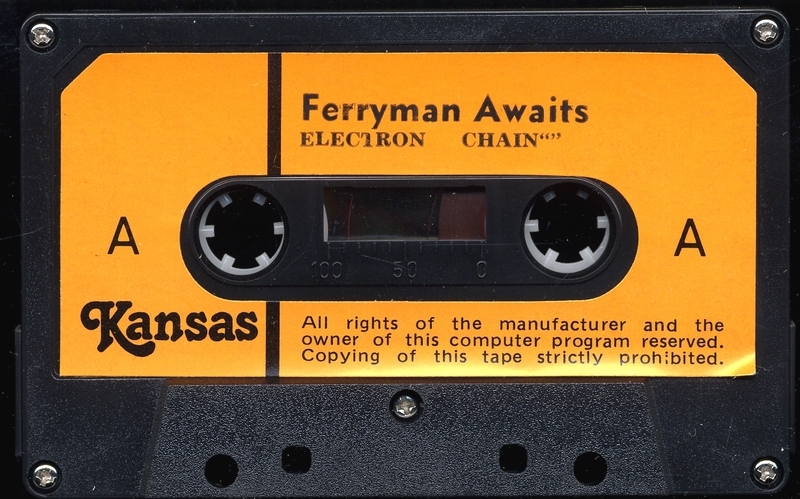 Ferryman Awaits
ELECTRON CHAIN“”
A
A
100 50 0
Kansas
All rights of the manufacturer and the
owner of this computer program reserved.
Copying of this tape strictly prohibited.